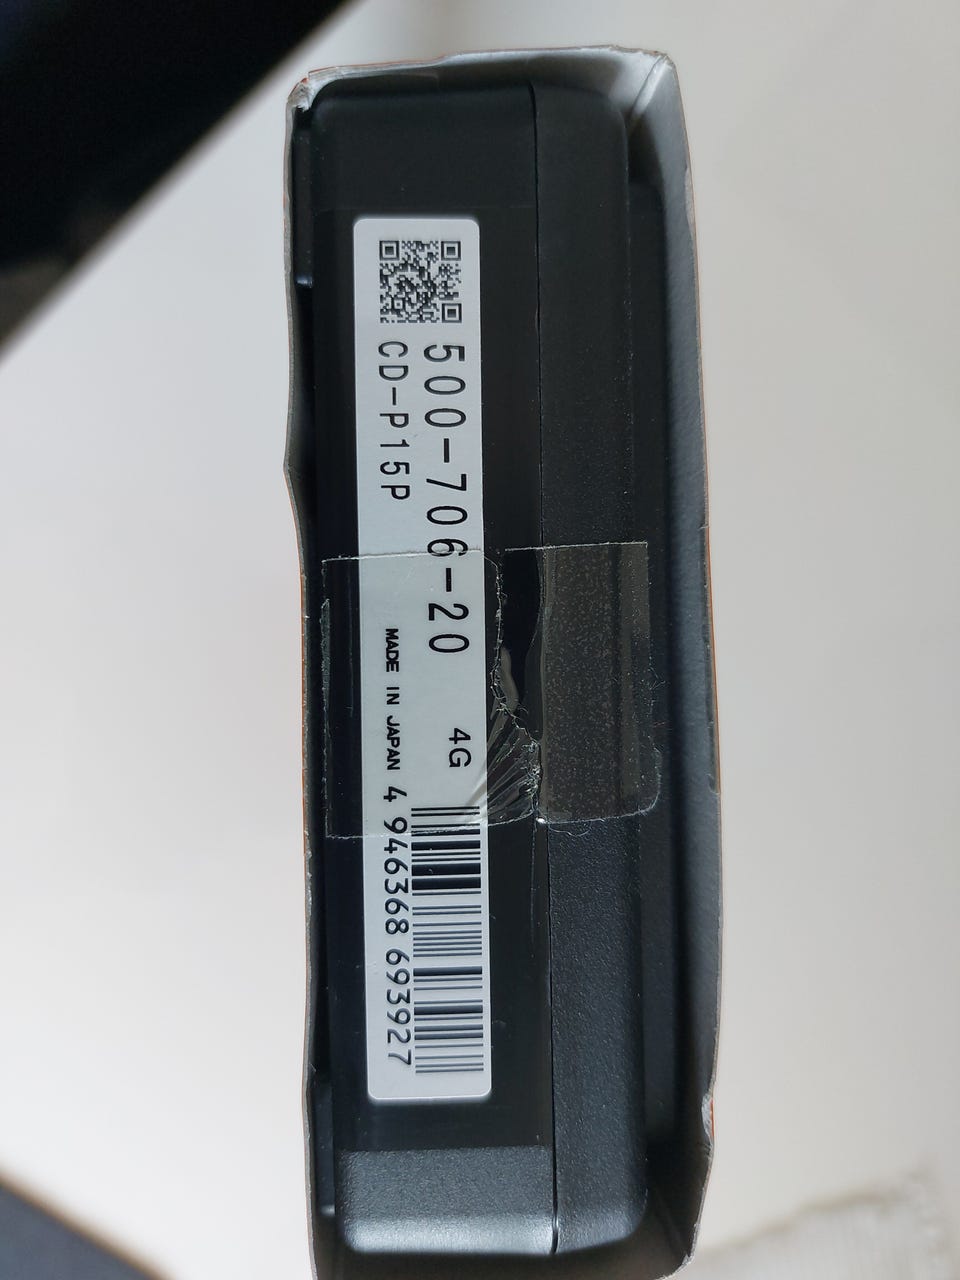 500-706-20 4G
CD-P15P MADE IN JAPAN
4 946368 693927